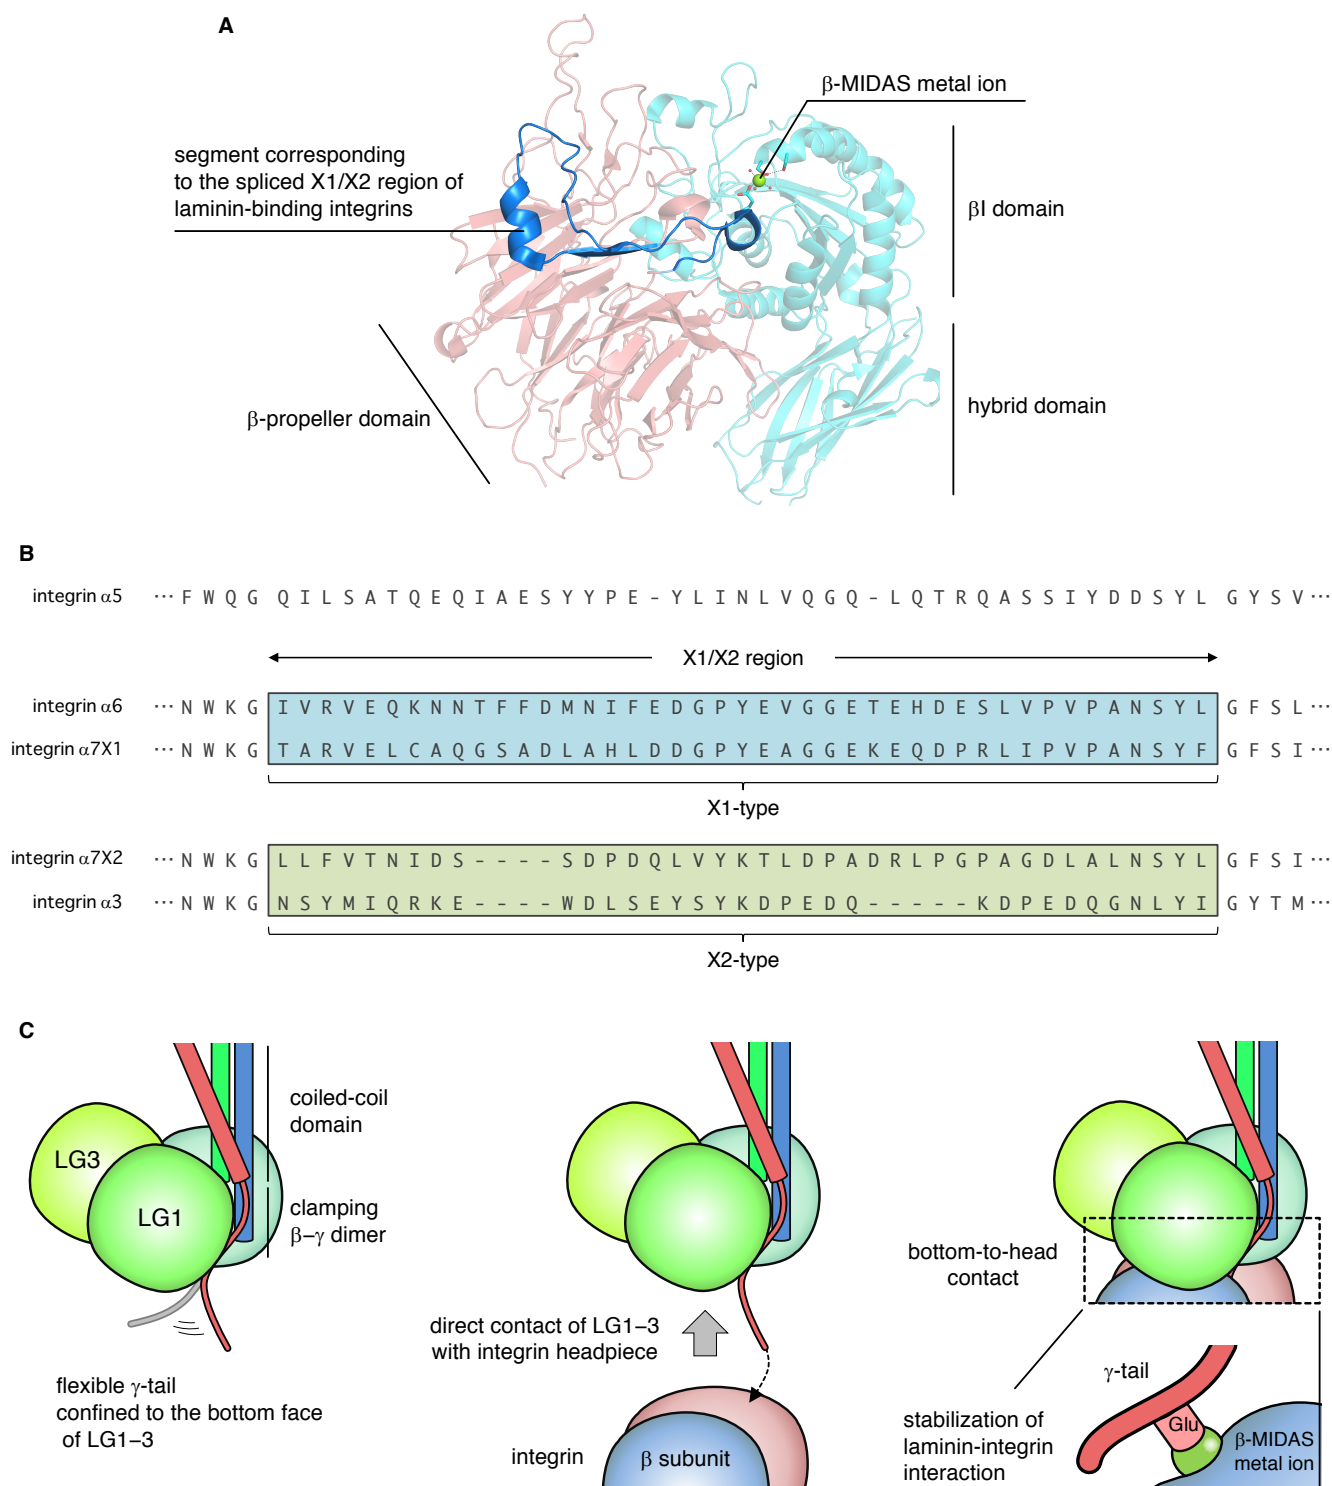 A
β-MIDAS metal ion
segment corresponding
to the spliced X1/X2 region of
laminin-binding integrins
βI domain
β-propeller domain
hybrid domain
B
integrin α5 ··· F W Q G Q I L S A T Q E Q I A E S Y Y P E - Y L I N L V Q G Q - L Q T R Q A S S I Y D D S Y L G Y S V ···
X1/X2 region
integrin α6 ··· N W K G I V R V E Q K N N T F F D M N I F E D G P Y E V G G E T E H D E S L V P V P A N S Y L G F S L ···
integrin α7X1 ··· N W K G T A R V E L C A Q G S A D L A H L D D G P Y E A G G E K E Q D P R L I P V P A N S Y F G F S I ···
X1-type
integrin α7X2 ··· N W K G L L F V T N I D S - - - - S D P D Q L V Y K T L D P A D R L P G P A G D L A L N S Y L G F S I ···
integrin α3 ··· N W K G N S Y M I Q R K E - - - - W D L S E Y S Y K D P E D Q - - - - - K D P E D Q G N L Y I G Y T M ···
X2-type
C
coiled-coil
domain
LG3
LG1
clamping
β–γ dimer
flexible γ-tail
confined to the bottom face
of LG1–3
direct contact of LG1–3
with integrin headpiece
integrin
β subunit
bottom-to-head
contact
γ-tail
Glu
stabilization of
laminin-integrin
interaction
β-MIDAS
metal ion